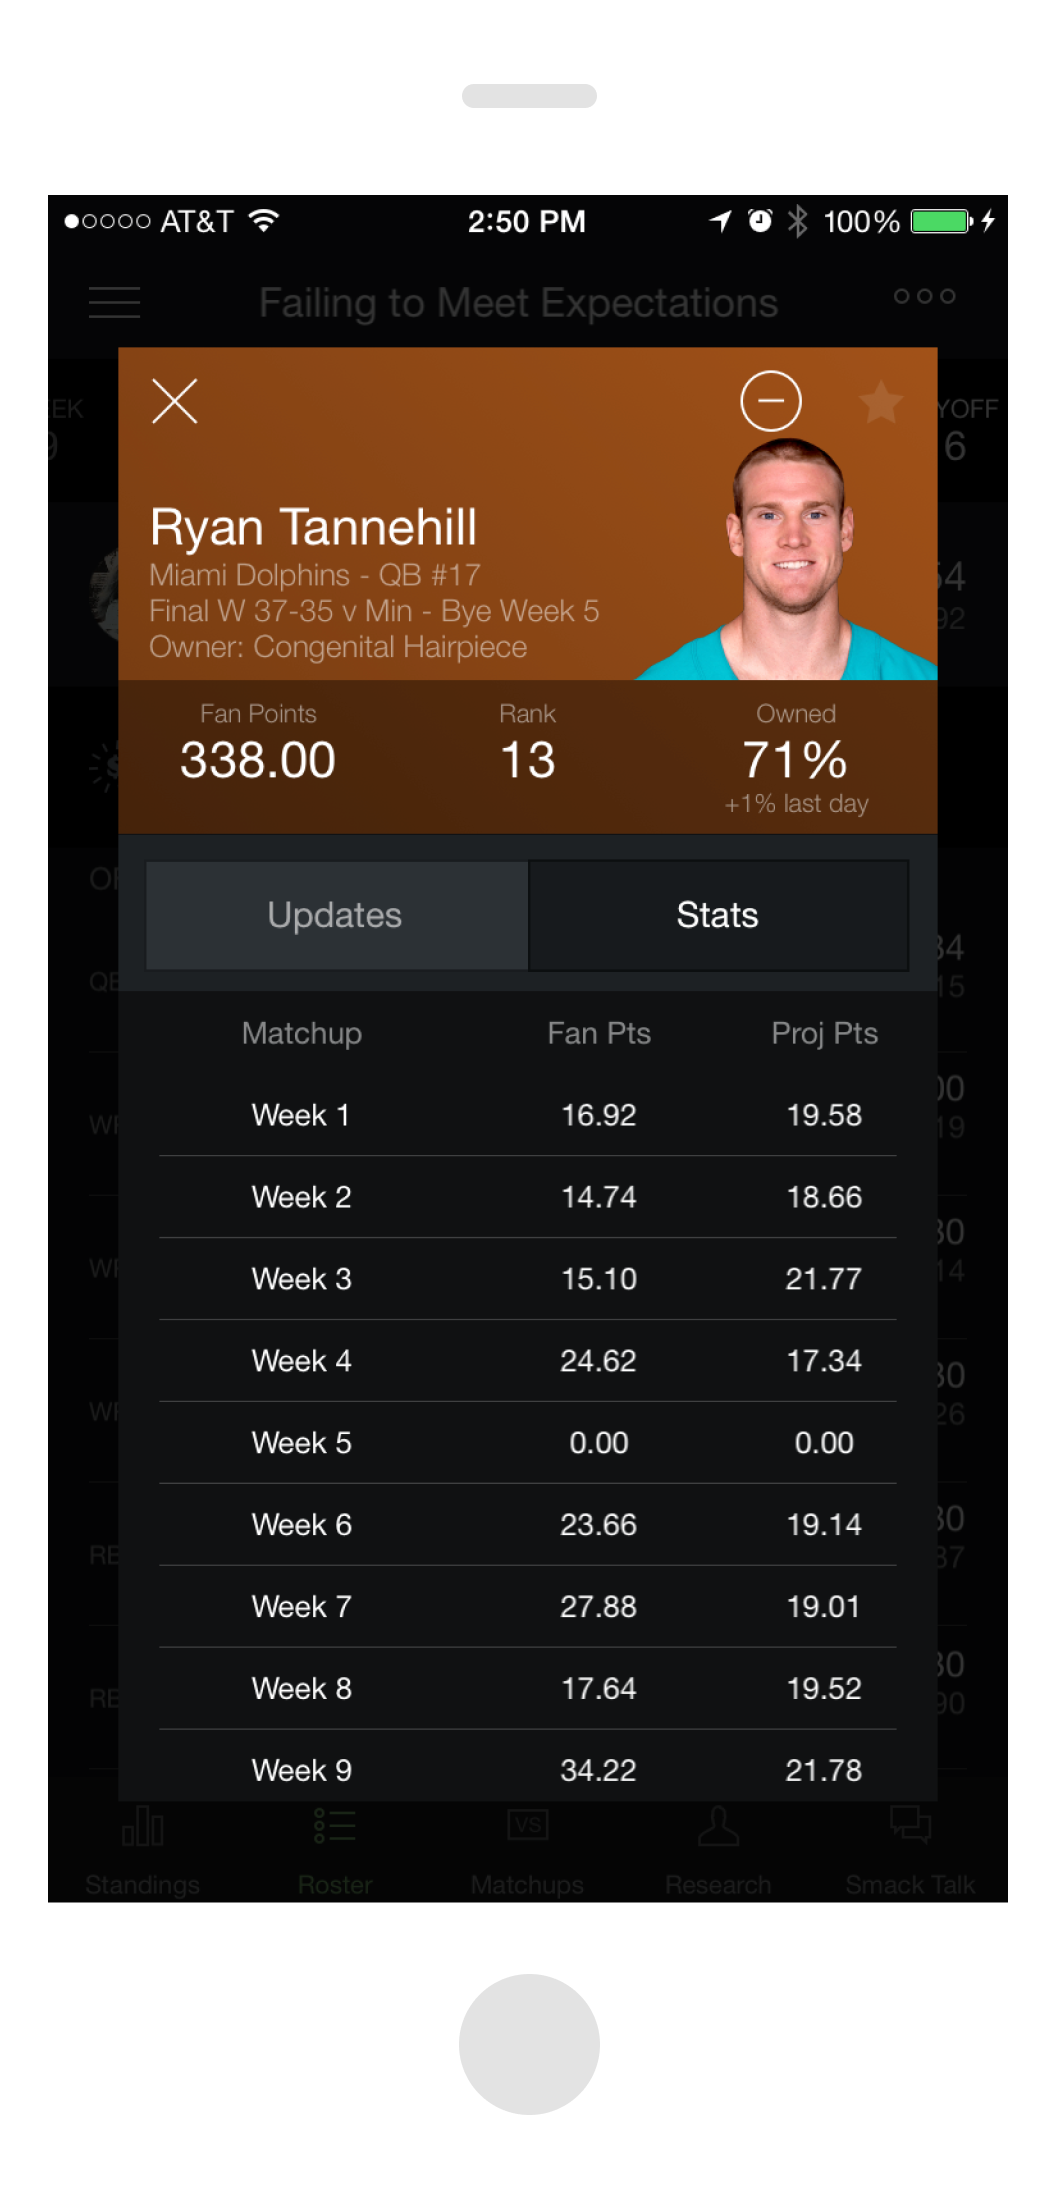 AT&T 2:50 PM 100%
Failing to Meet Expectations
YOFF
6
Ryan Tannehill
Miami Dolphins - QB #17
Final W 37-35 v Min - Bye Week 5
Owner: Congenital Hairpiece
Fan Points Rank Owned
338.00 13 71%
+1% last day
Updates Stats
Matchup Fan Pts Proj Pts
Week 1 16.92 19.58
Week 2 14.74 18.66
Week 3 15.10 21.77
Week 4 24.62 17.34
Week 5 0.00 0.00
Week 6 23.66 19.14
Week 7 27.88 19.01
Week 8 17.64 19.52
Week 9 34.22 21.78
VS
Standings Roster Matchups Research Smack Talk